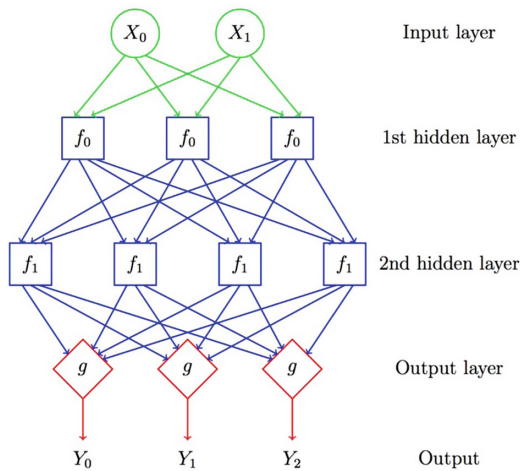 X₀ X₁ Input layer
f₀ f₀ f₀ 1st hidden layer
f₁ f₁ f₁ f₁ 2nd hidden layer
g g g Output layer
Y₀ Y₁ Y₂ Output